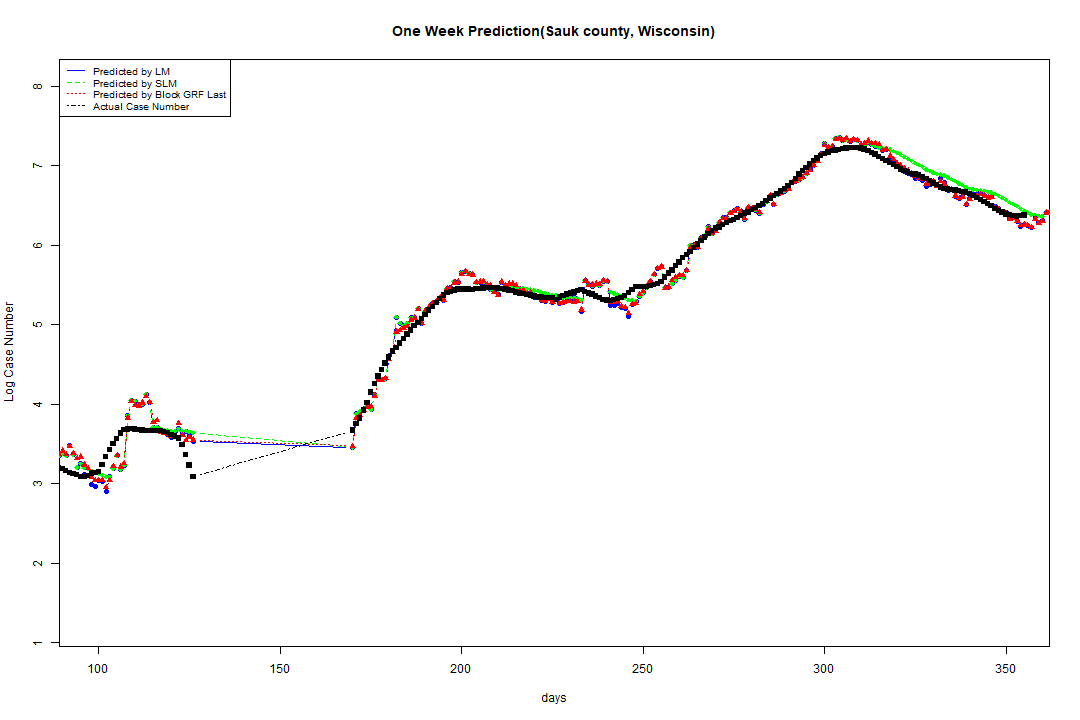 One Week Prediction(Sauk county, Wisconsin)
Predicted by LM
Predicted by SLM
Predicted by Block GRF Last
Actual Case Number
8
7
6
5
4
3
2
1
Log Case Number
100 150 200 250 300 350
days